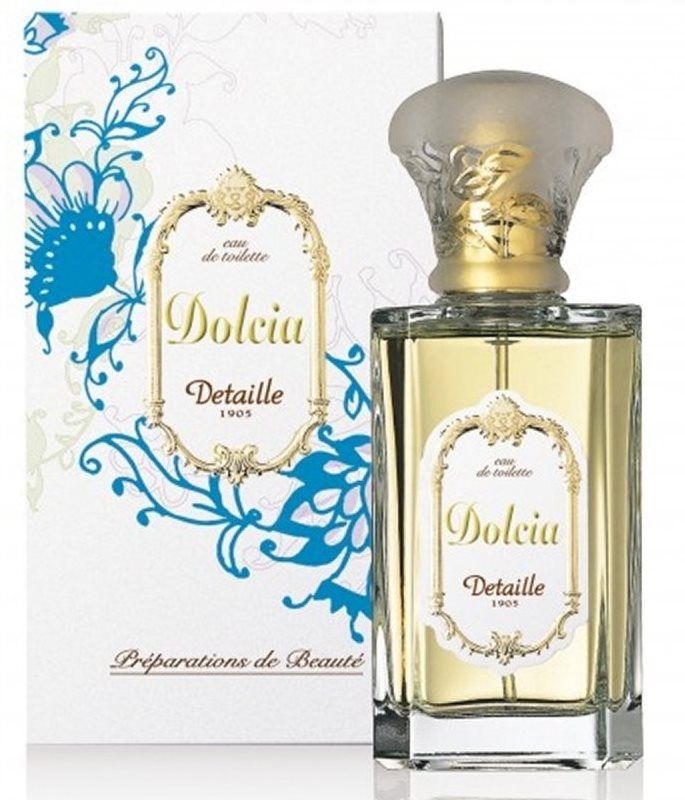 eau
de toilette
Dolcia
Detaille
1905
Préparations de Beauté
eau
de toilette
Dolcia
Detaille
1905